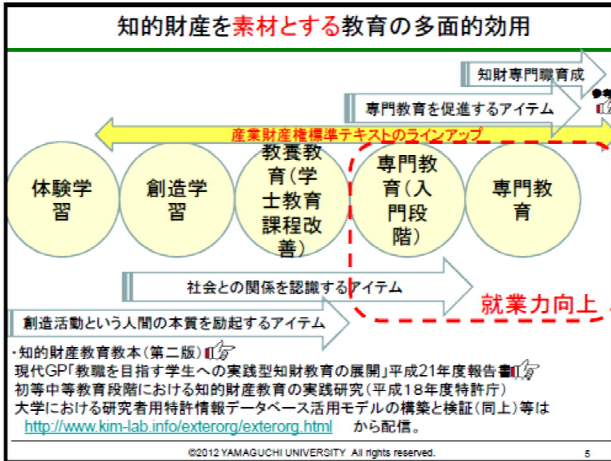 知的財産を素材とする教育の多面的効用
知財専門職育成
参考
専門教育を促進するアイテム
産業財産権標準テキストのラインアップ
体験学
習
創造学
習
教養教
育(学
士教育
課程改
善)
専門教
育(入
門段
階)
専門教
育
社会との関係を認識するアイテム
就業力向上
創造活動という人間の本質を励起するアイテム
・知的財産教育教本(第二版)
現代GP「教職を目指す学生への実践型知財教育の展開」平成21年度報告書
初等中等教育段階における知的財産教育の実践研究(平成18年度特許庁)
大学における研究者用特許情報データベース活用モデルの構築と検証(同上)等は
http://www.kim-lab.info/exterorg/exterorg.html から配信。
©2012 YAMAGUCHI UNIVERSITY All rights reserved.
5